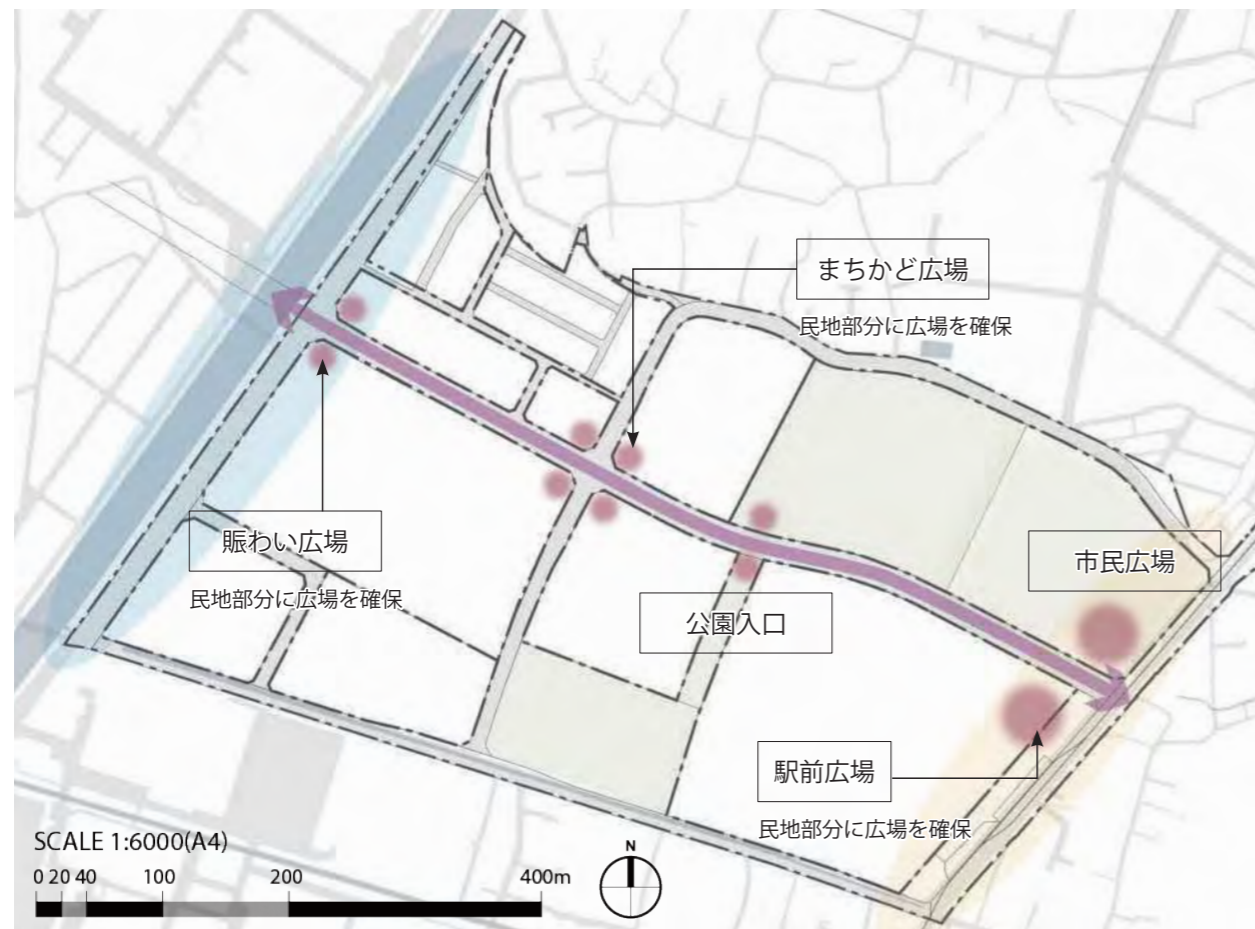 まちかど広場
民地部分に広場を確保
賑わい広場
民地部分に広場を確保
市民広場
公園入口
駅前広場
民地部分に広場を確保
SCALE 1:6000(A4)
0 20 40 100 200 400m
N